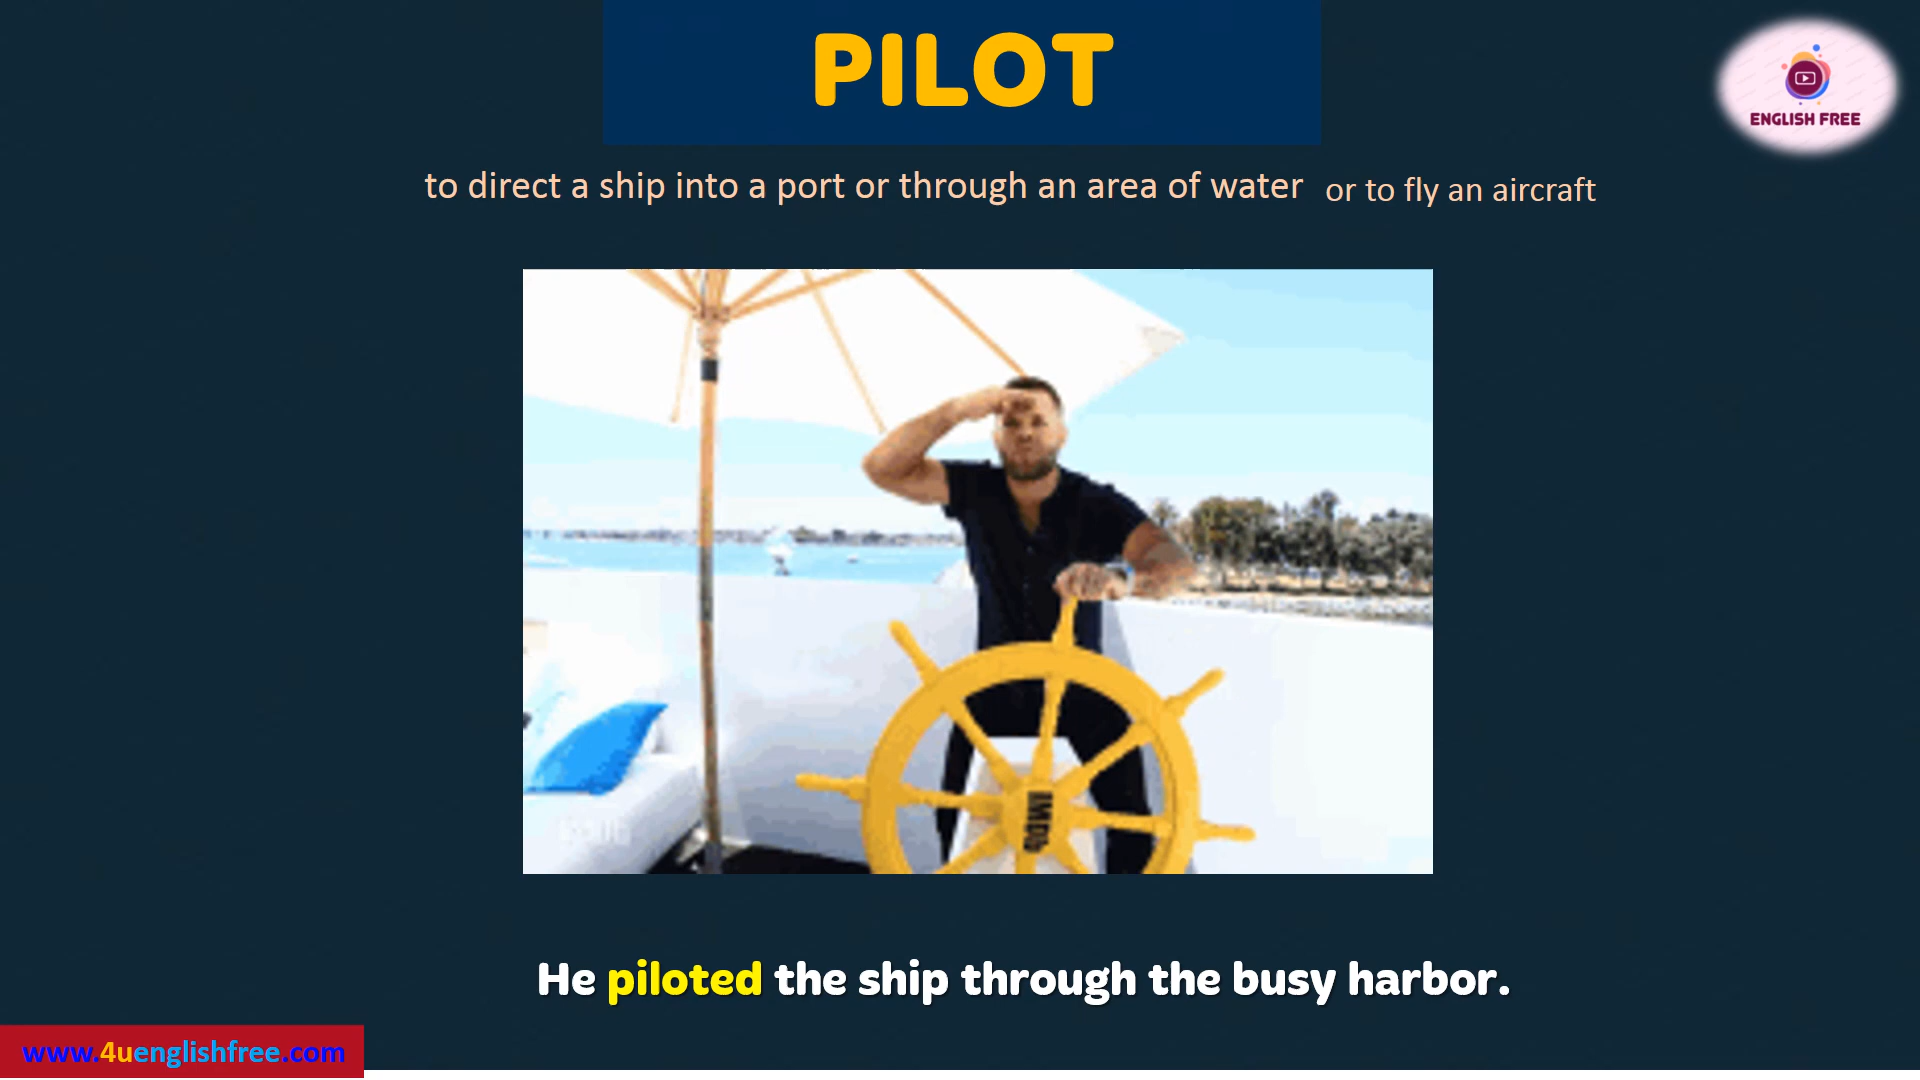 PILOT
ENGLISH FREE
to direct a ship into a port or through an area of water or to fly an aircraft
IMDb
He piloted the ship through the busy harbor.
www.4uenglishfree.com